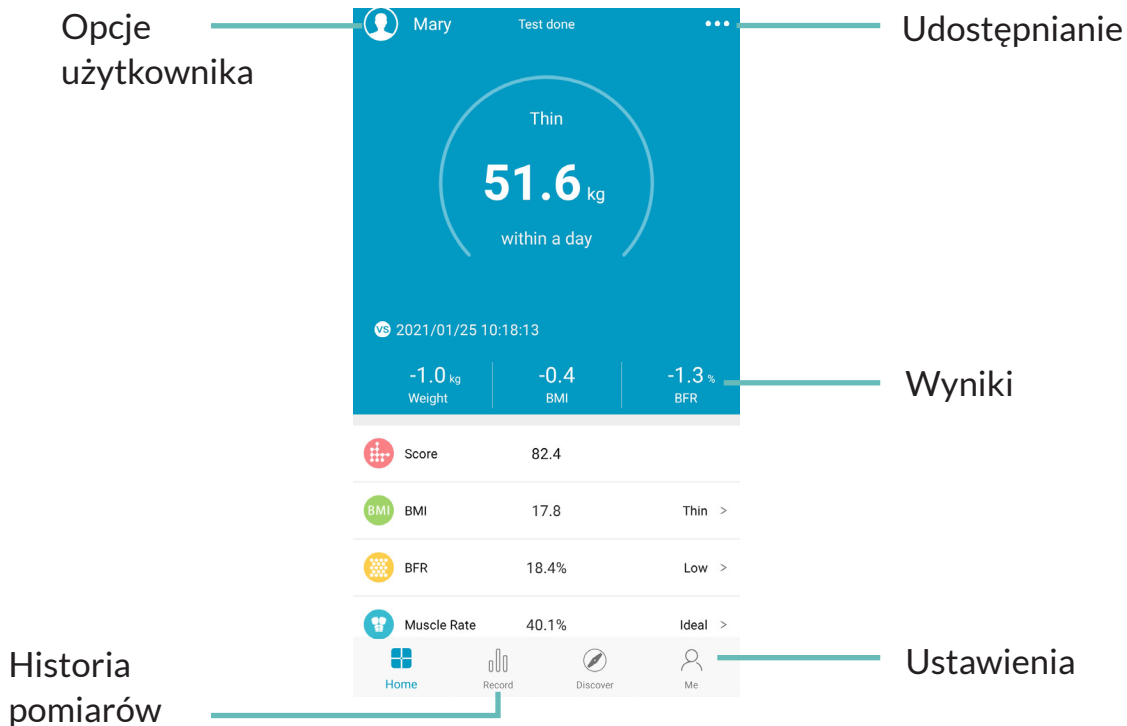 Opcje
użytkownika
Mary
Test done
Udostępnianie
Thin
51.6 kg
within a day
VS 2021/01/25 10:18:13
-1.0 kg -0.4 -1.3 %
Weight BMI BFR
Wyniki
Score 82.4
BMI BMI 17.8 Thin >
BFR 18.4% Low >
Muscle Rate 40.1% Ideal >
Home Record Discover Me
Ustawienia
Historia
pomiarów